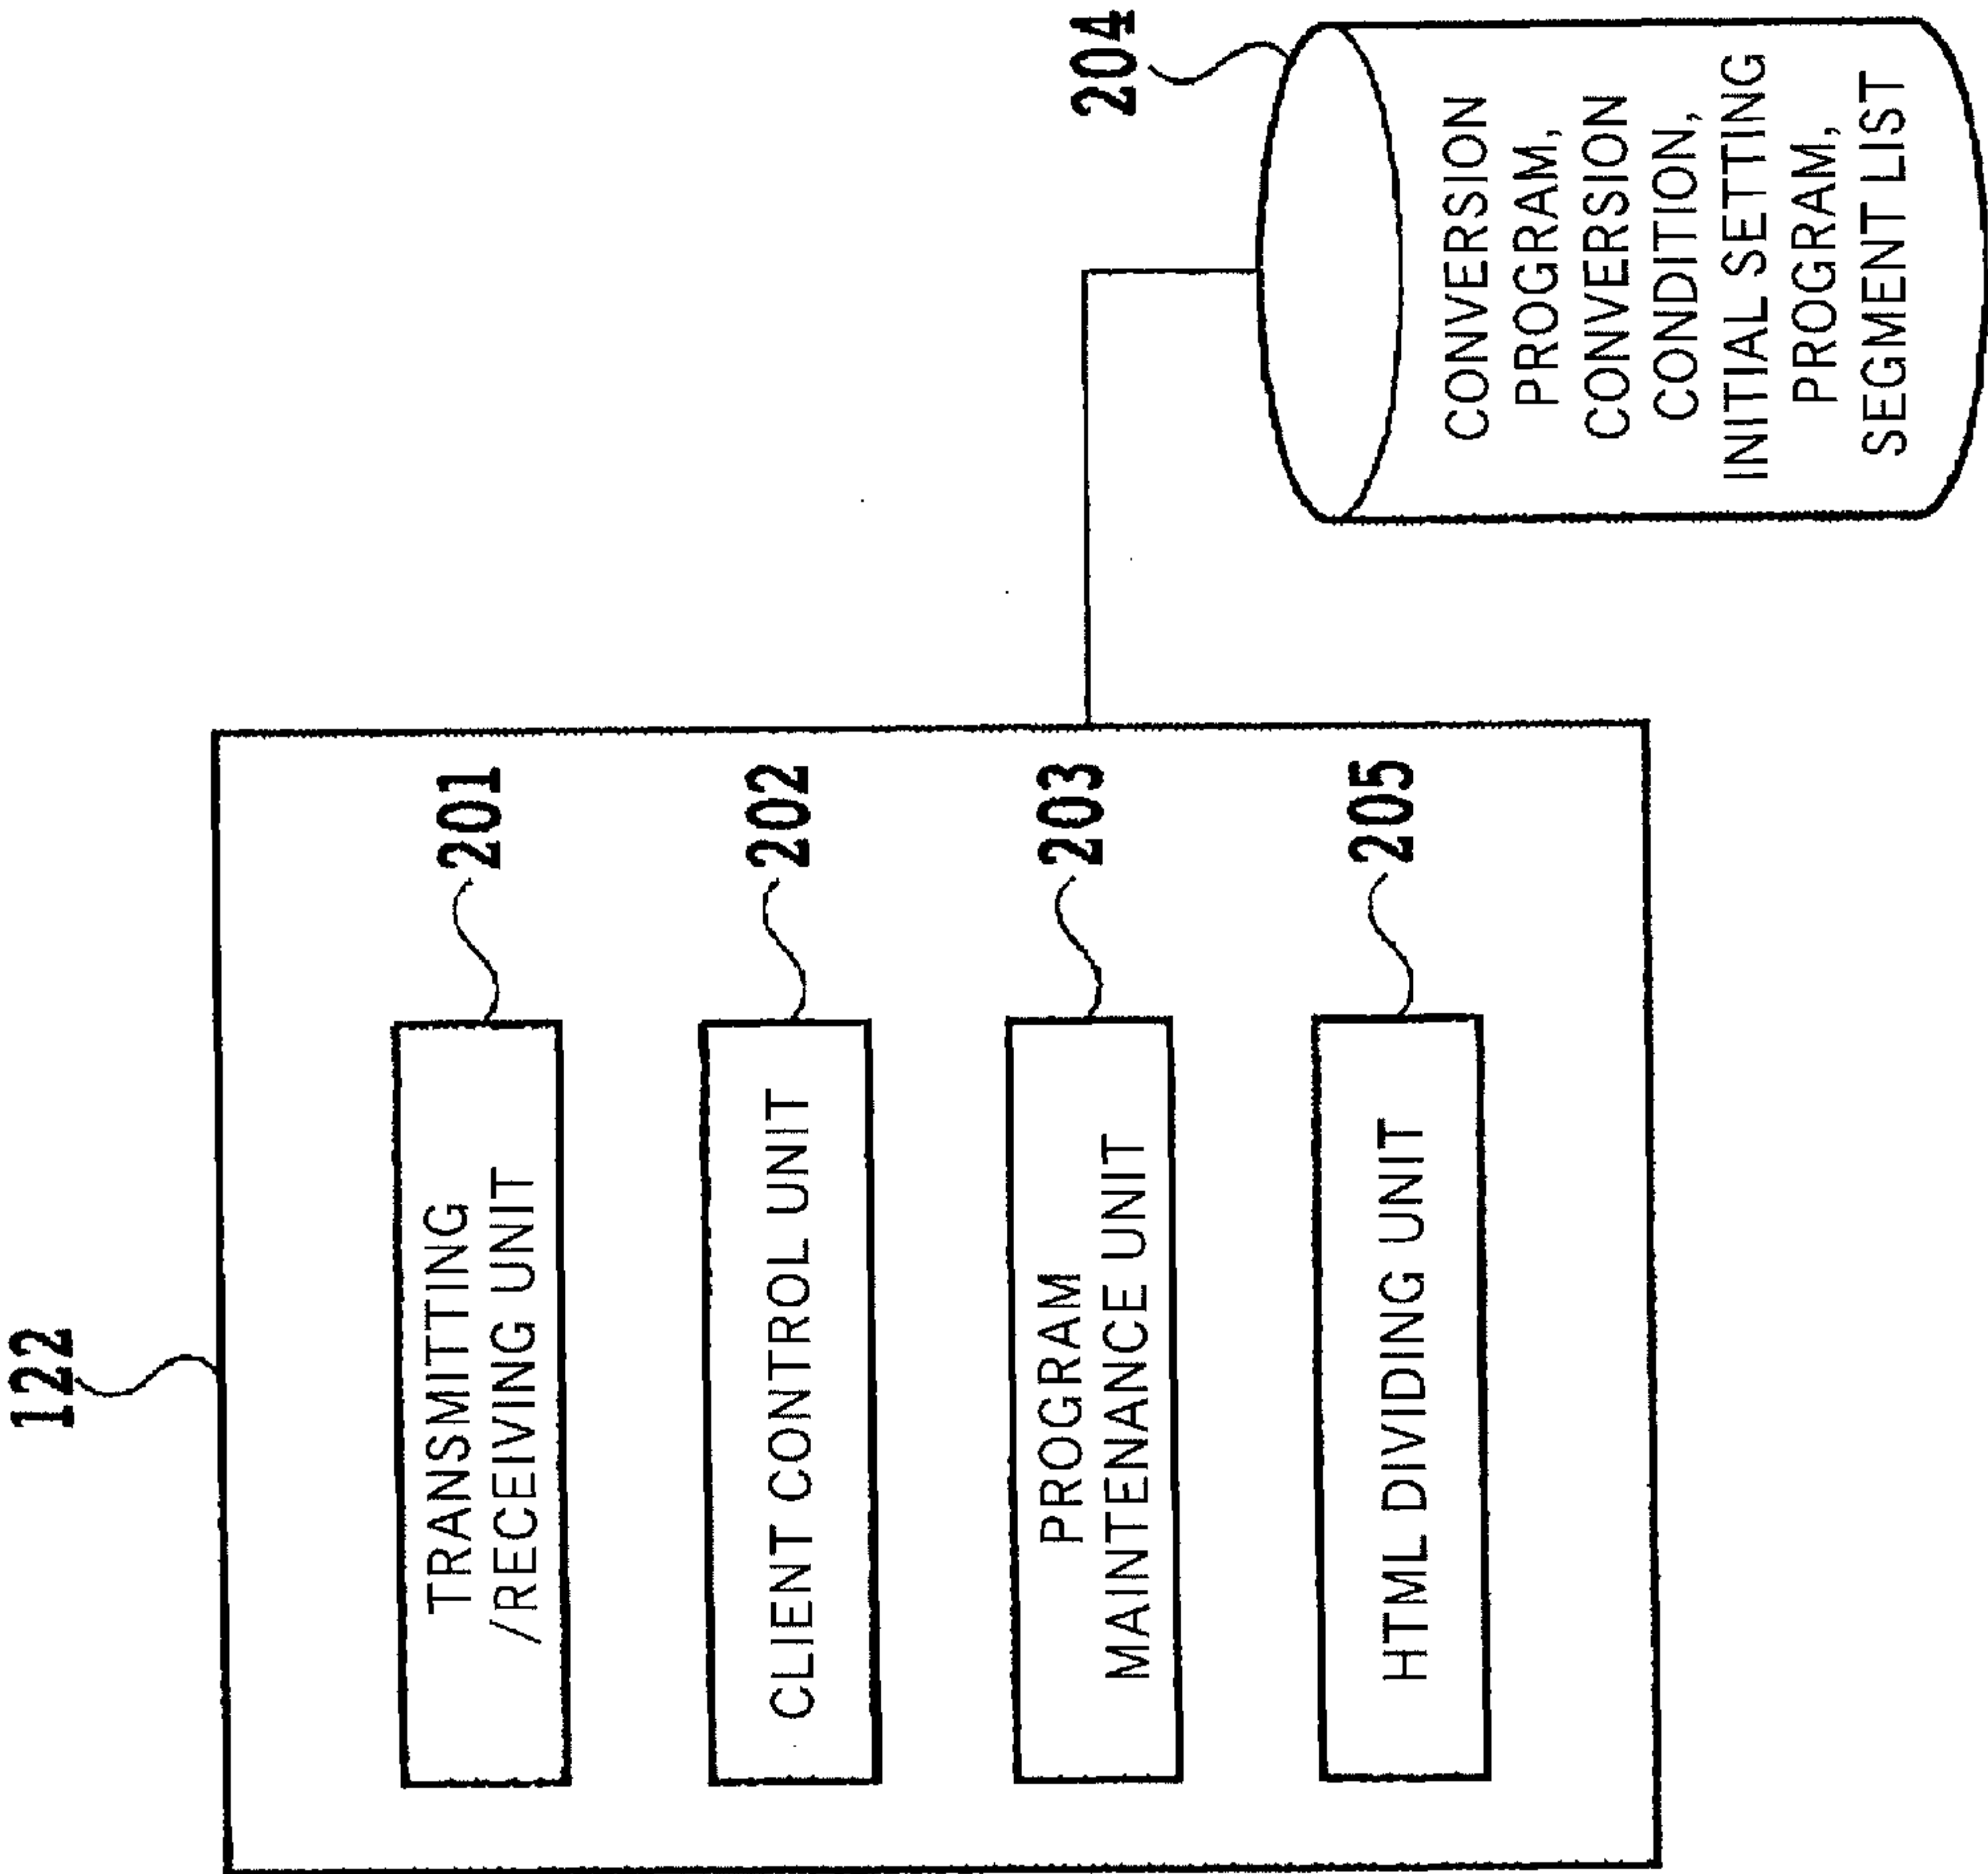 122
TRANSMITTING
/RECEIVING UNIT
201
CLIENT CONTROL UNIT
202
PROGRAM
MAINTENANCE UNIT
203
HTML DIVIDING UNIT
205
204
CONVERSION
PROGRAM,
CONVERSION
CONDITION,
INITIAL SETTING
PROGRAM,
SEGMENT LIST